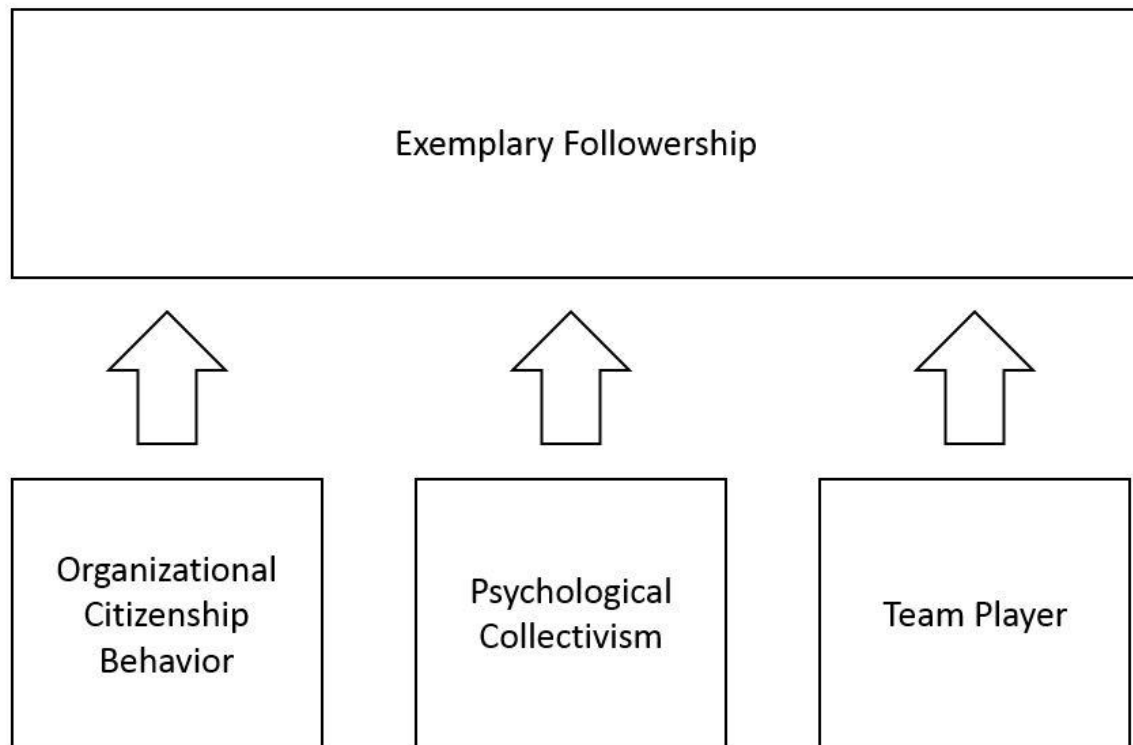 Exemplary Followership
Organizational
Citizenship
Behavior
Psychological
Collectivism
Team Player